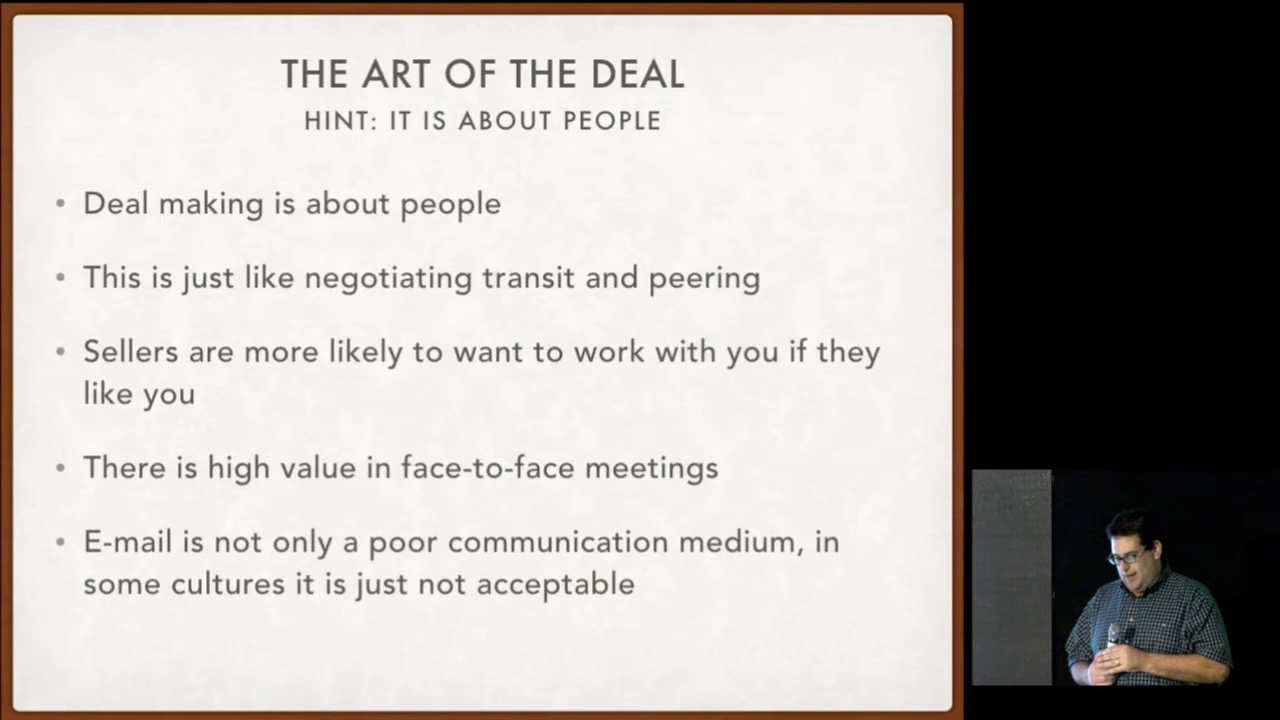 THE ART OF THE DEAL
HINT: IT IS ABOUT PEOPLE
• Deal making is about people
• This is just like negotiating transit and peering
• Sellers are more likely to want to work with you if they
like you
• There is high value in face-to-face meetings
• E-mail is not only a poor communication medium, in
some cultures it is just not acceptable